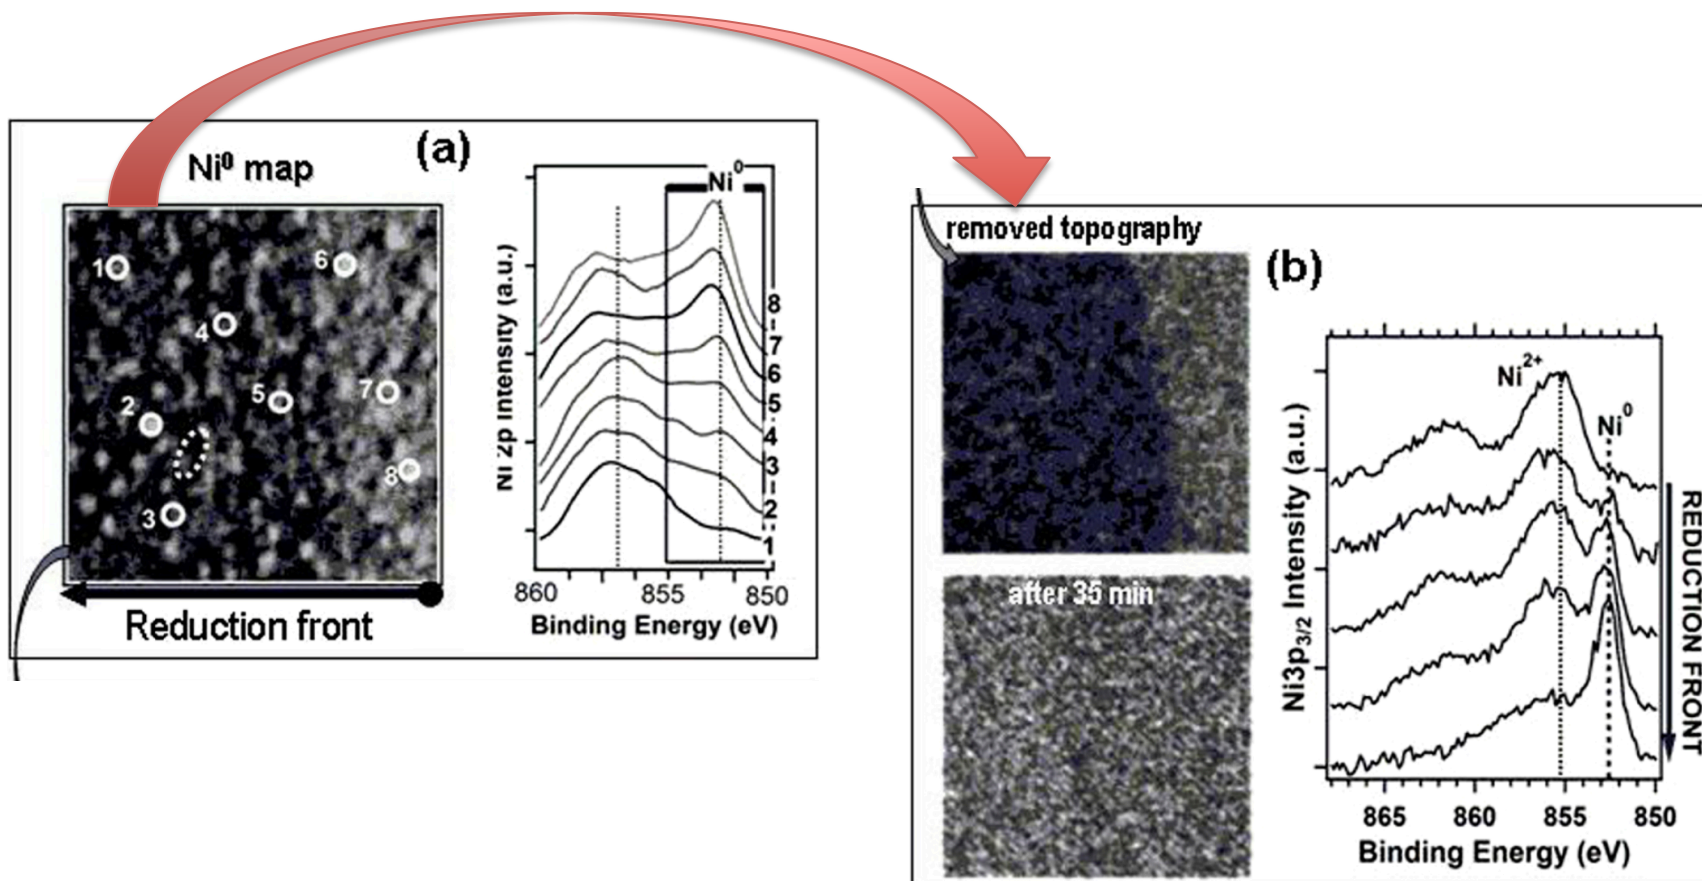 (a)
Ni⁰ map
1
2
3
4
5
6
7
8
Reduction front
Ni 2p Intensity (a.u.)
Ni⁰
8
7
6
5
4
3
2
1
860
855
850
Binding Energy (eV)
removed topography
(b)
after 35 min
Ni3p3/2 Intensity (a.u.)
Ni²⁺
Ni⁰
REDUCTION FRONT
865
860
855
850
Binding Energy (eV)